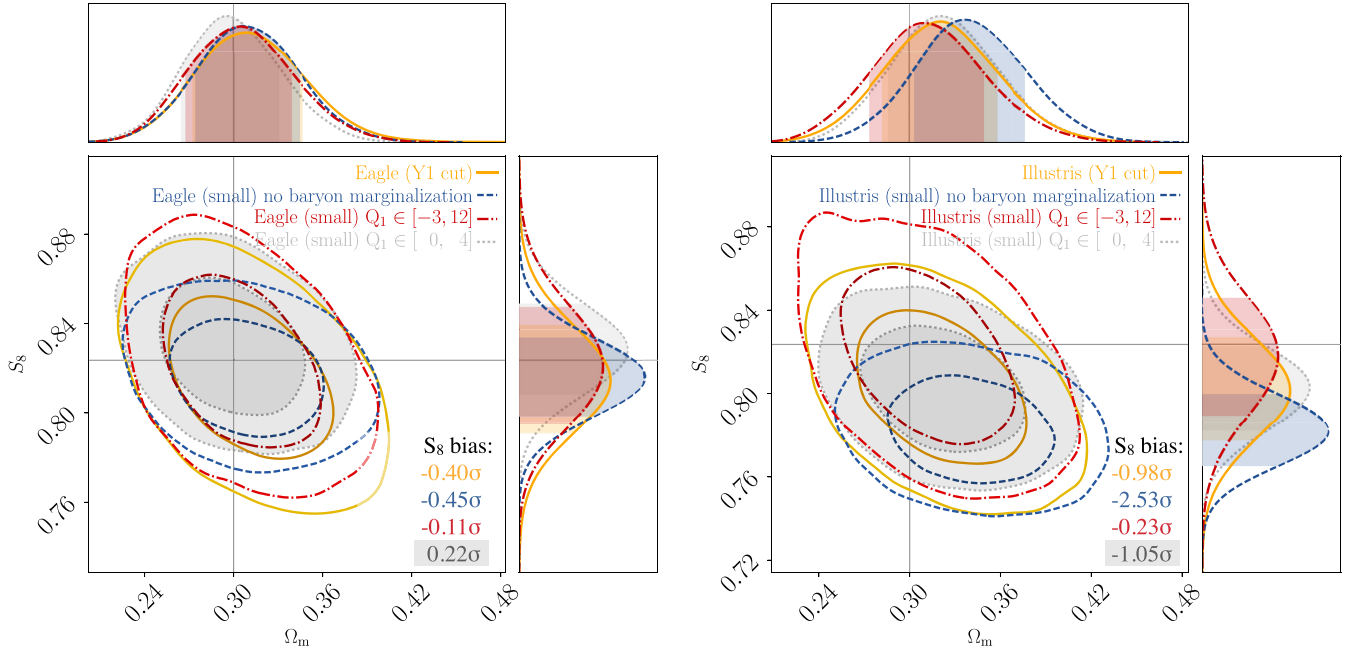 Eagle (Y1 cut)
Eagle (small) no baryon marginalization
Eagle (small) Q₁ ∈ [−3, 12]
Eagle (small) Q₁ ∈ [ 0, 4]
0.88
0.84
0.80
0.76
S₈
S₈ bias:
-0.40σ
-0.45σ
-0.11σ
0.22σ
0.24
0.30
0.36
0.42
0.48
Ωₘ
Illustris (Y1 cut)
Illustris (small) no baryon marginalization
Illustris (small) Q₁ ∈ [−3, 12]
Illustris (small) Q₁ ∈ [ 0, 4]
0.88
0.84
0.80
0.76
0.72
S₈
S₈ bias:
-0.98σ
-2.53σ
-0.23σ
-1.05σ
0.24
0.30
0.36
0.42
0.48
Ωₘ